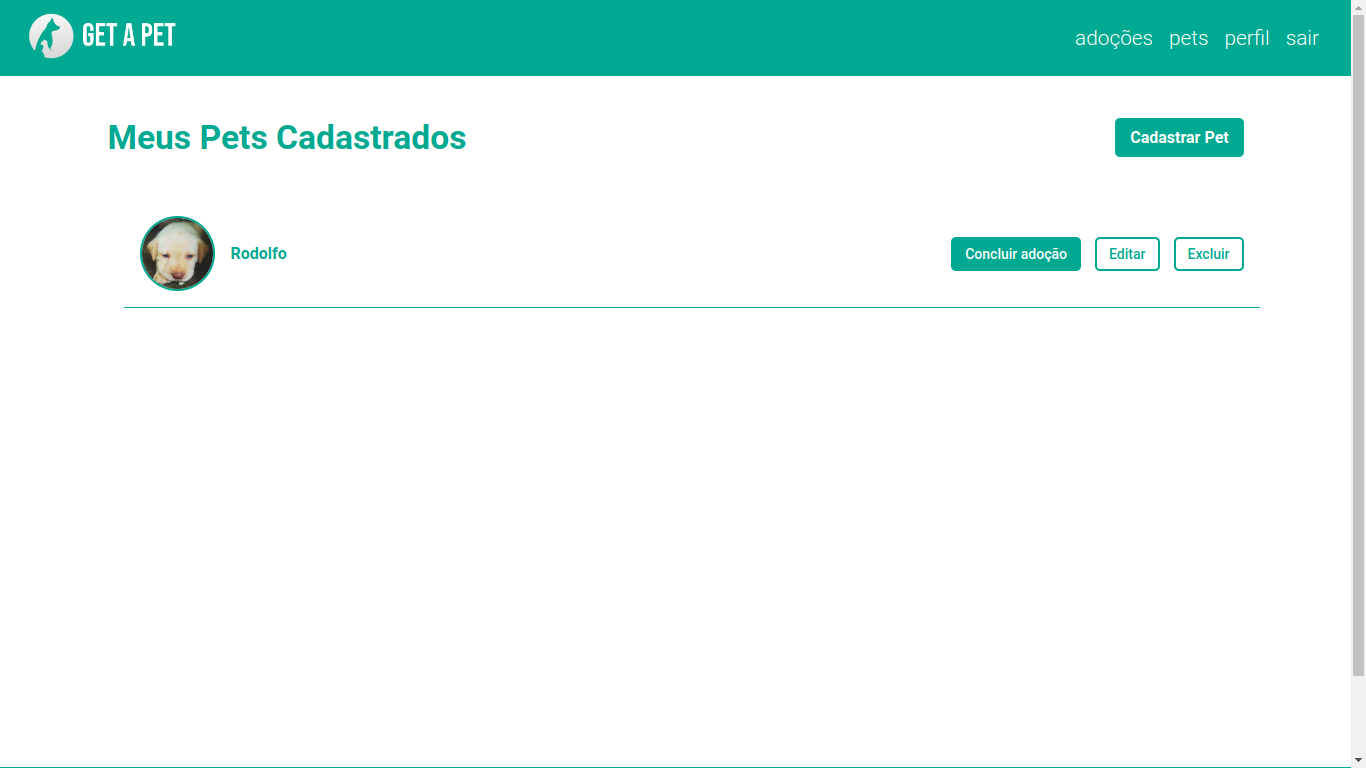 GET A PET
adoções pets perfil sair
Meus Pets Cadastrados
Cadastrar Pet
Rodolfo
Concluir adoção
Editar
Excluir